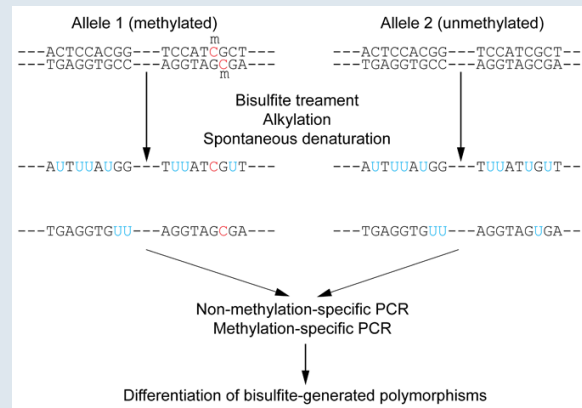 Allele 1 (methylated) Allele 2 (unmethylated)
m
---ACTCCACGG---TCCATCGCT--- ---ACTCCACGG---TCCATCGCT---
---TGAGGTGCC---AGGTAGCGA--- ---TGAGGTGCC---AGGTAGCGA---
m
Bisulfite treament
Alkylation
Spontaneous denaturation
---AUTUUAUGG---TUUATCGUT--- ---AUTUUAUGG---TUUATUGUT---
---TGAGGTGUU---AGGTAGCGA--- ---TGAGGTGUU---AGGTAGUGA---
Non-methylation-specific PCR
Methylation-specific PCR
Differentiation of bisulfite-generated polymorphisms